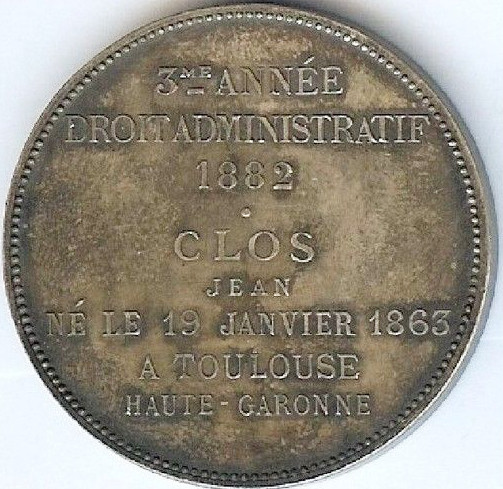 3ME ANNÉE
DROIT ADMINISTRATIF
1882
CLOS
JEAN
NÉ LE 19 JANVIER 1863
A TOULOUSE
HAUTE-GARONNE